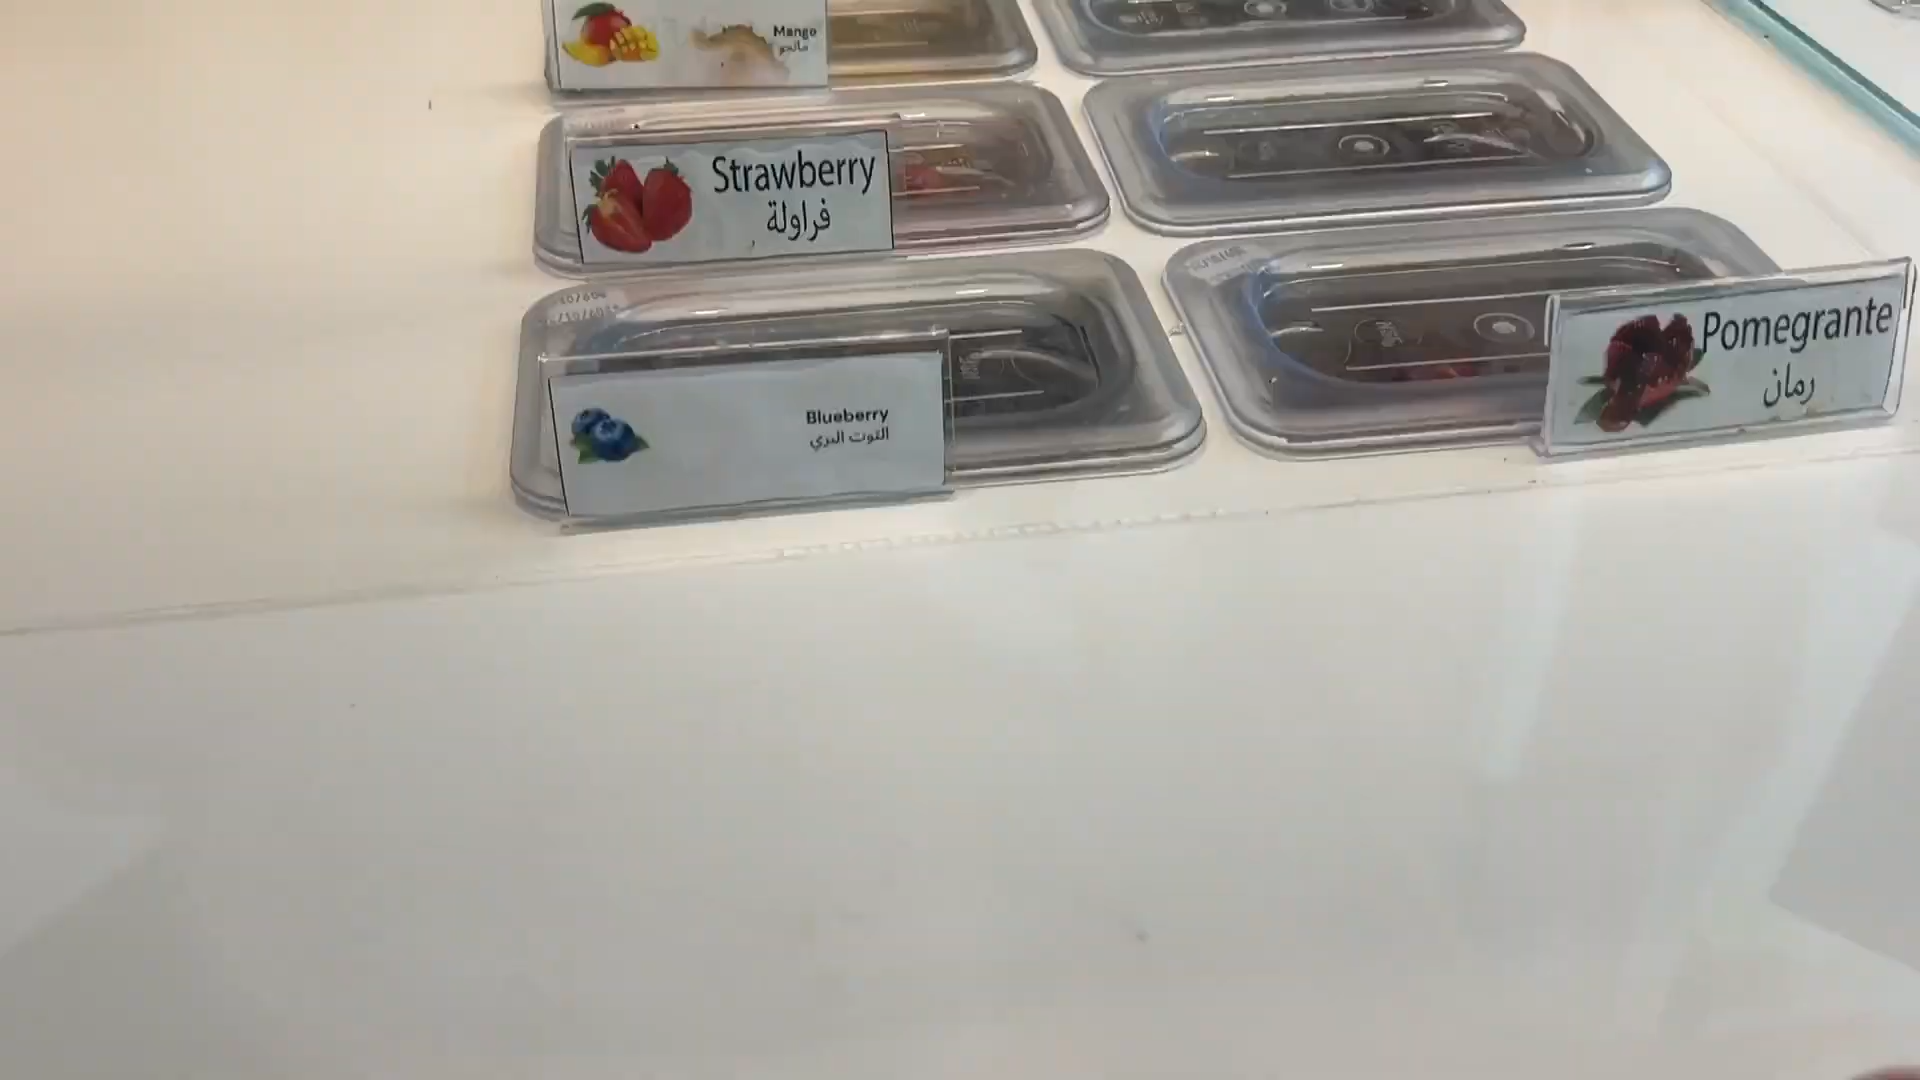 Mango
مانجو
Strawberry
فراولة
Blueberry
التوت البري
Pomegrante
رمان